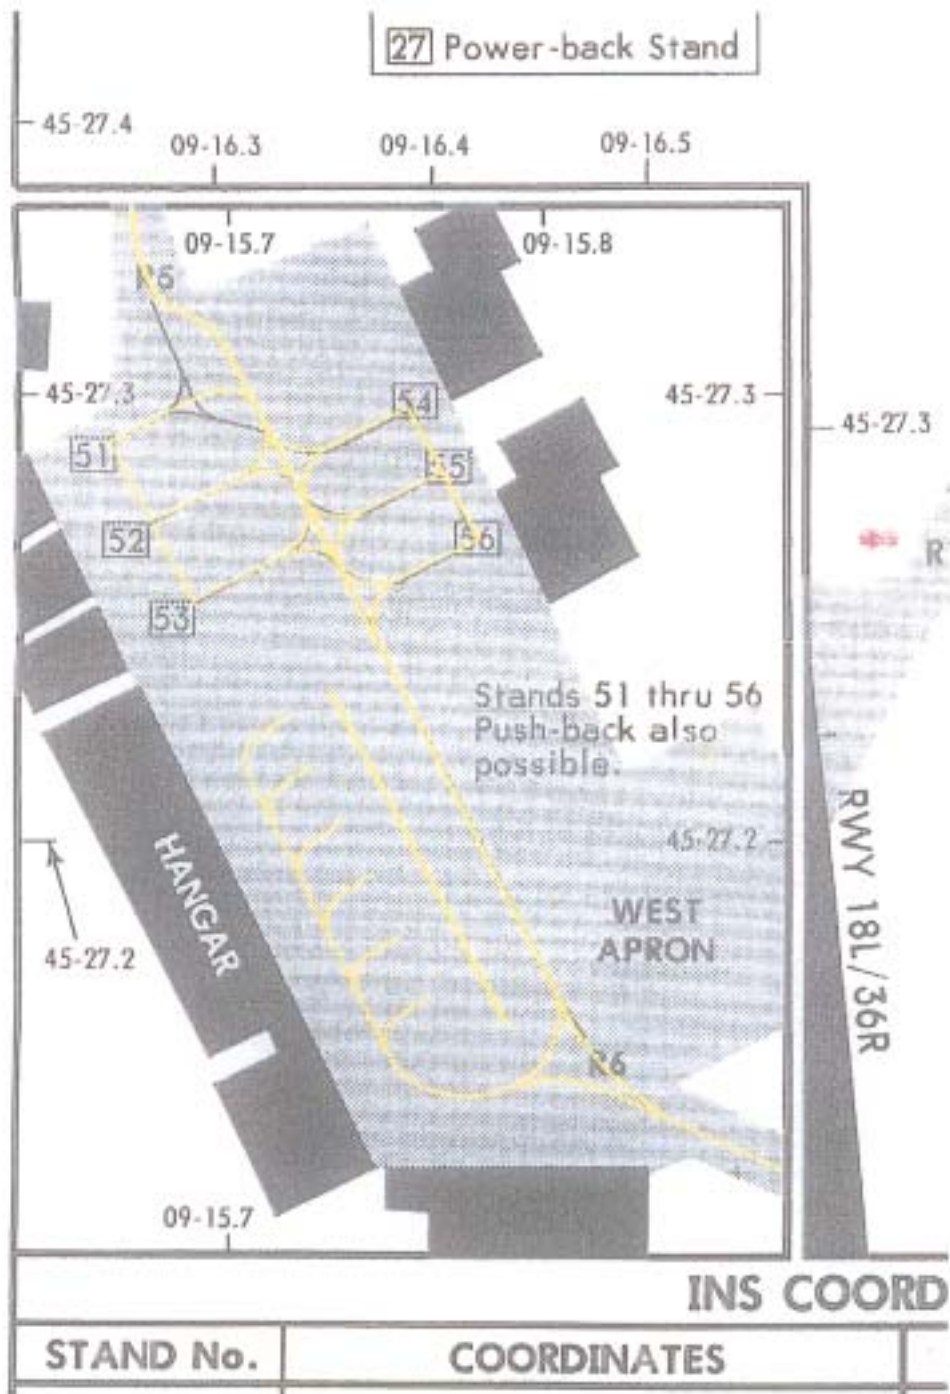 27 Power-back Stand
45-27.4
09-16.3
09-16.4
09-16.5
09-15.7
09-15.8
R6
45-27.3
45-27.3
45-27.3
54
51
55
52
56
53
R
Stands 51 thru 56
Push-back also
possible.
RWY 18L/36R
45-27.2
HANGAR
WEST
APRON
45-27.2
R6
09-15.7
INS COORD
STAND No.
COORDINATES